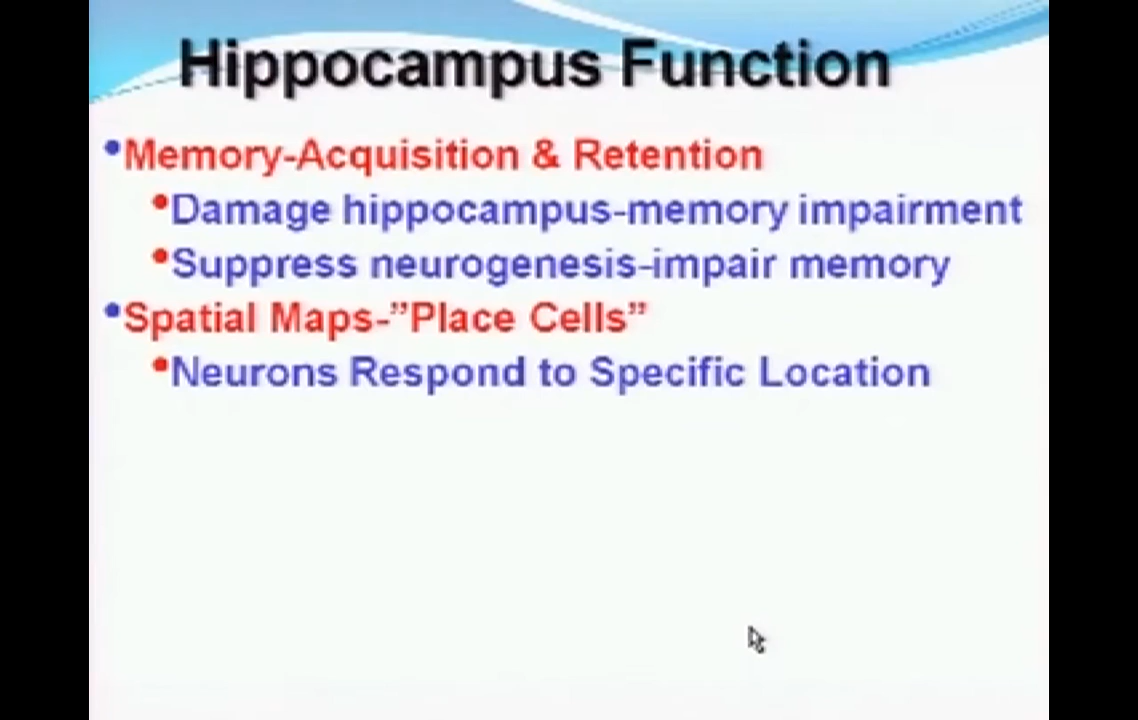 Hippocampus Function
•Memory-Acquisition & Retention
•Damage hippocampus-memory impairment
•Suppress neurogenesis-impair memory
•Spatial Maps-”Place Cells”
•Neurons Respond to Specific Location